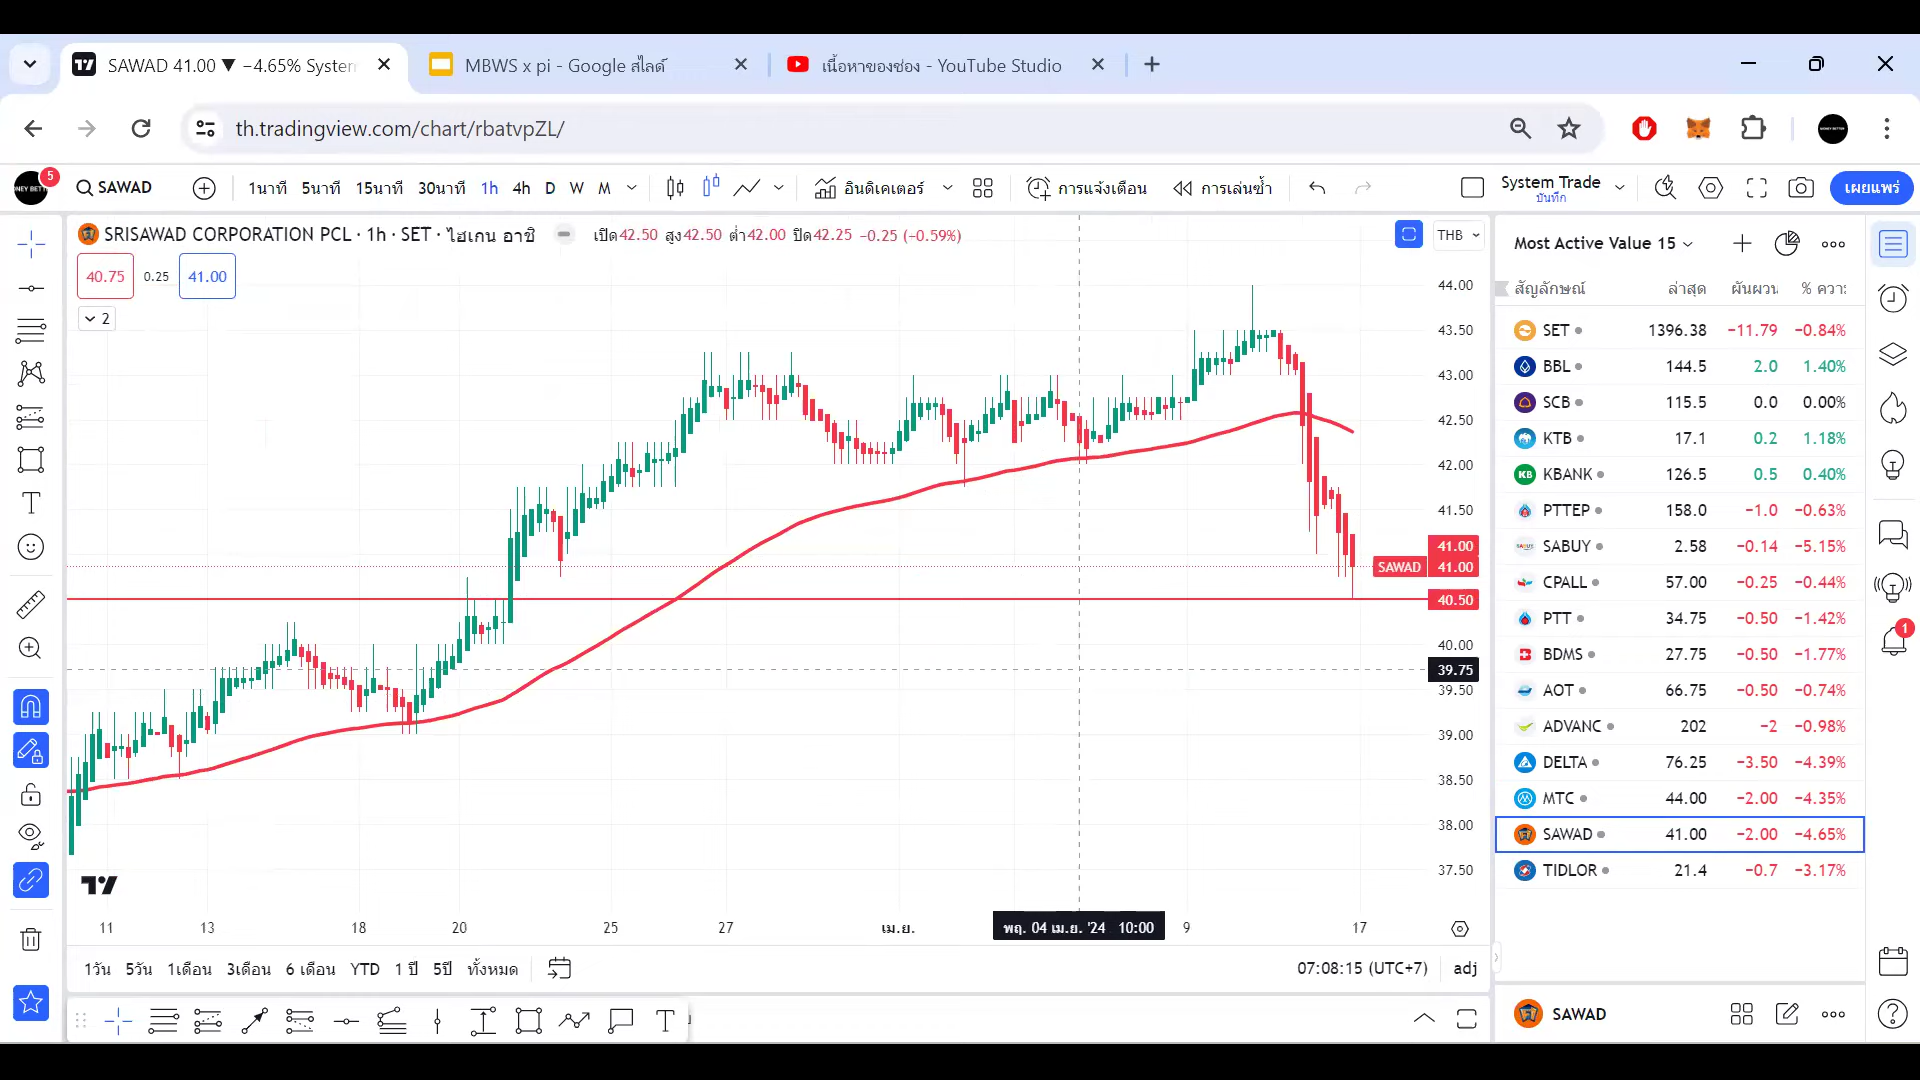 SAWAD 41.00 ▼ −4.65% System
MBWS x pi - Google สไลด์
เนื้อหาของช่อง - YouTube Studio
th.tradingview.com/chart/rbatvpZL/
5
SAWAD
1นาที 5นาที 15นาที 30นาที 1h 4h D W M
อินดิเคเตอร์
การแจ้งเตือน
การเล่นซ้ำ
System Trade
บันทึก
เผยแพร่
SRISAWAD CORPORATION PCL · 1h · SET · ไฮเกน อาชิ
เปิด42.50 สูง42.50 ต่ำ42.00 ปิด42.25 −0.25 (−0.59%)
THB
40.75 0.25 41.00
2
44.00
43.50
43.00
42.50
42.00
41.50
41.00
SAWAD 41.00
40.50
40.00
39.75
39.50
39.00
38.50
38.00
37.50
11 13 18 20 25 27 เม.ย. พฤ. 04 เม.ย. '24 10:00 9 17
1วัน 5วัน 1เดือน 3เดือน 6 เดือน YTD 1 ปี 5ปี ทั้งหมด
07:08:15 (UTC+7) adj
Most Active Value 15
สัญลักษณ์ ล่าสุด ผันผวน % ควา
SET 1396.38 −11.79 −0.84%
BBL 144.5 2.0 1.40%
SCB 115.5 0.0 0.00%
KTB 17.1 0.2 1.18%
KB KBANK 126.5 0.5 0.40%
PTTEP 158.0 −1.0 −0.63%
SABUY 2.58 −0.14 −5.15%
CPALL 57.00 −0.25 −0.44%
PTT 34.75 −0.50 −1.42%
BDMS 27.75 −0.50 −1.77%
AOT 66.75 −0.50 −0.74%
ADVANC 202 −2 −0.98%
DELTA 76.25 −3.50 −4.39%
MTC 44.00 −2.00 −4.35%
SAWAD 41.00 −2.00 −4.65%
TIDLOR 21.4 −0.7 −3.17%
1
SAWAD